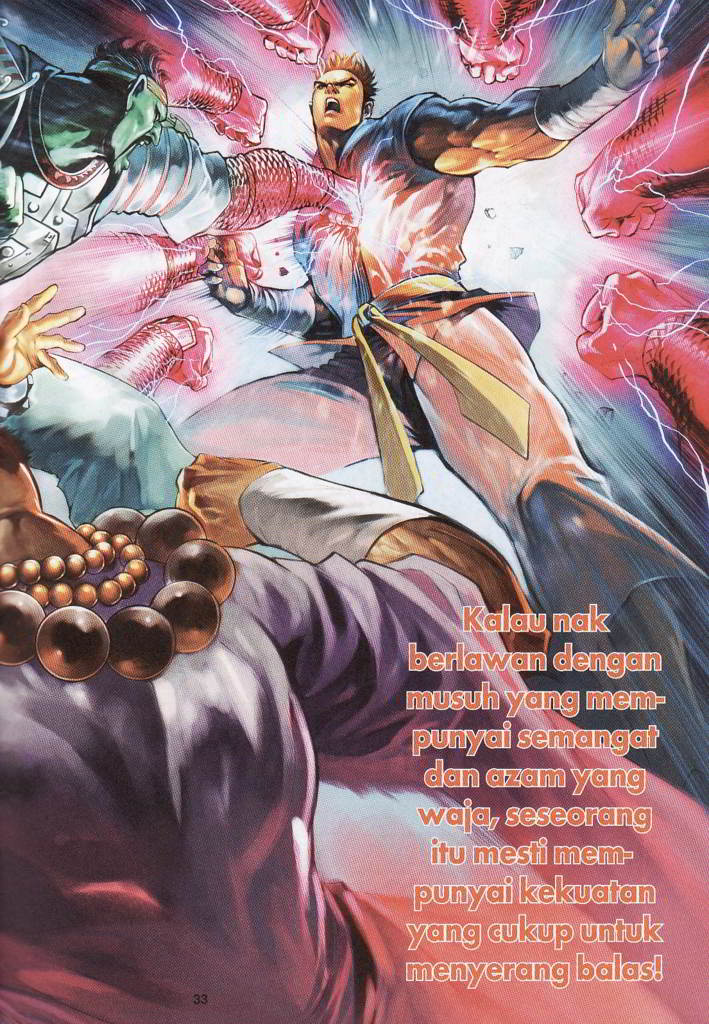 Kalau nak
berlawan dengan
musuh yang mem-
punyai semangat
dan azam yang
waja, seseorang
itu mesti mem-
punyai kekuatan
yang cukup untuk
menyerang balas!
33